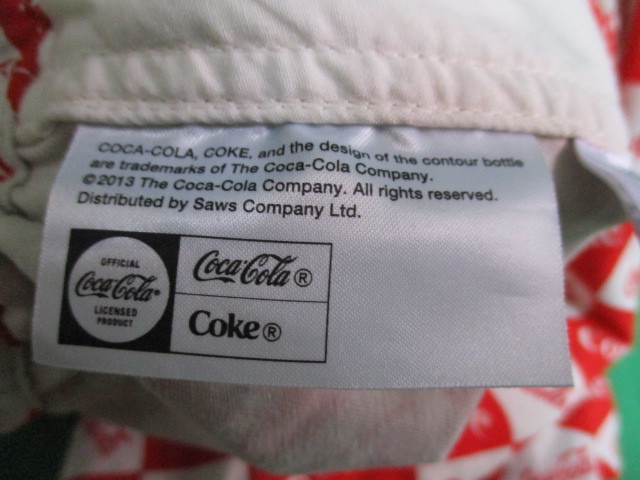 COCA-COLA, COKE, and the design of the contour bottle
are trademarks of The Coca-Cola Company.
©2013 The Coca-Cola Company. All rights reserved.
Distributed by Saws Company Ltd.
OFFICIAL
Coca-Cola®
LICENSED
PRODUCT
Coca-Cola®
Coke®